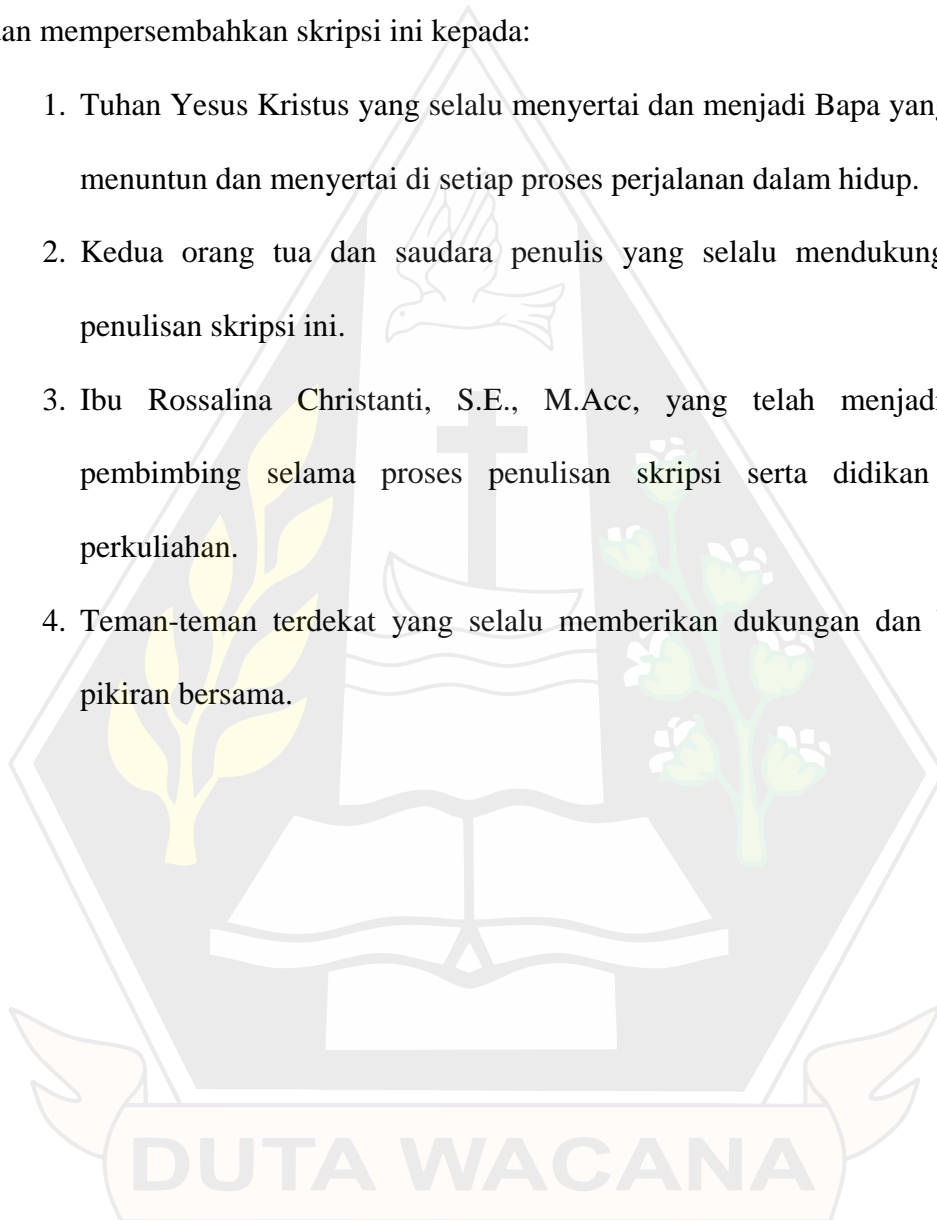 dan mempersembahkan skripsi ini kepada:
1. Tuhan Yesus Kristus yang selalu menyertai dan menjadi Bapa yang
menuntun dan menyertai di setiap proses perjalanan dalam hidup.
2. Kedua orang tua dan saudara penulis yang selalu mendukung
penulisan skripsi ini.
3. Ibu Rossalina Christanti, S.E., M.Acc, yang telah menjadi
pembimbing selama proses penulisan skripsi serta didikan
perkuliahan.
4. Teman-teman terdekat yang selalu memberikan dukungan dan
pikiran bersama.
DUTA WACANA